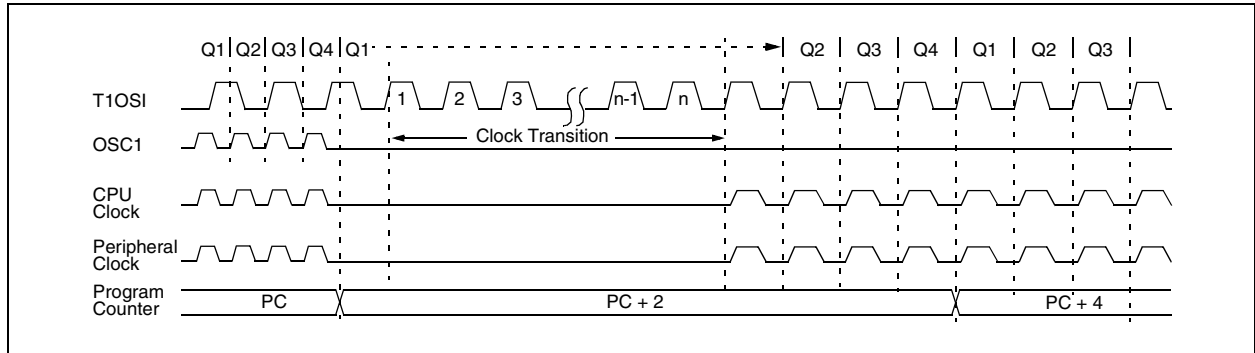 Q1 Q2 Q3 Q4 Q1 Q2 Q3 Q4 Q1 Q2 Q3
T1OSI
1 2 3 n-1 n
OSC1
Clock Transition
CPU
Clock
Peripheral
Clock
Program
Counter
PC PC + 2 PC + 4